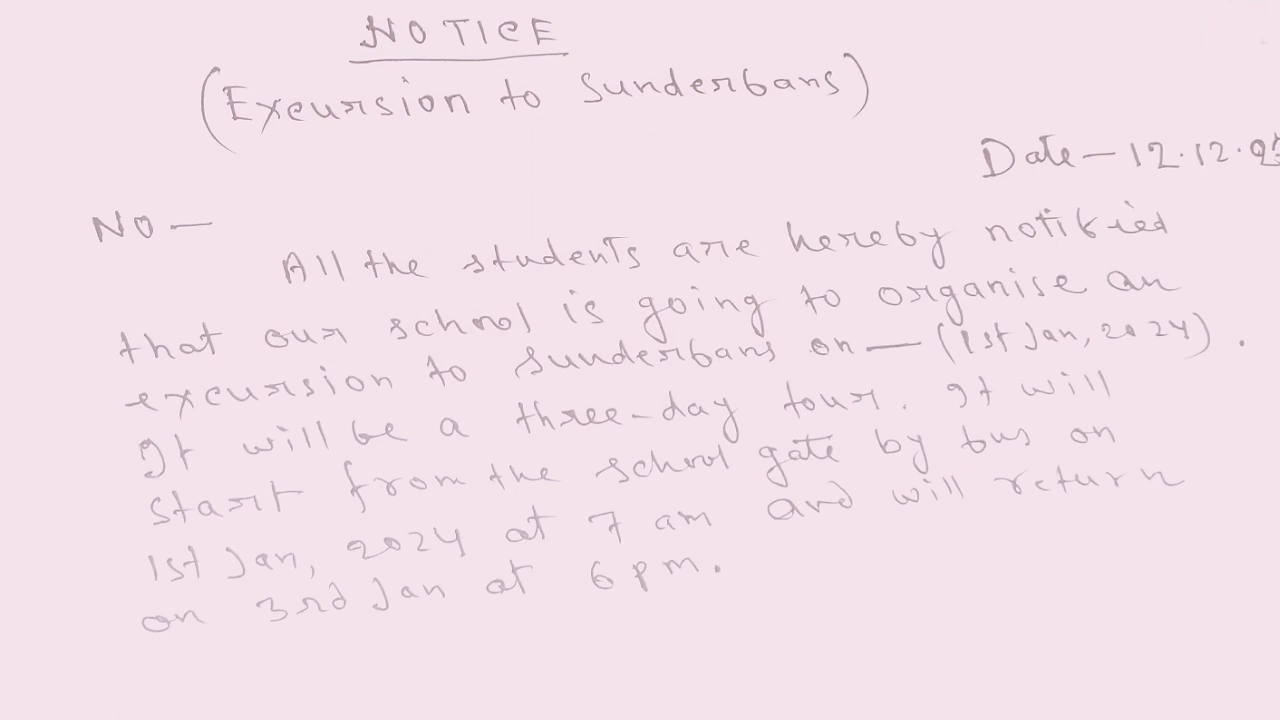 NOTICE
(Excursion to Sunderbans)
Date — 12.12.
NO —
All the students are hereby notified
that our school is going to organise an
excursion to Sunderbans on — (1st Jan, 2024).
It will be a three-day tour. It will
start from the school gate by bus on
1st Jan, 2024 at 7 am and will return
on 3rd Jan at 6 pm.